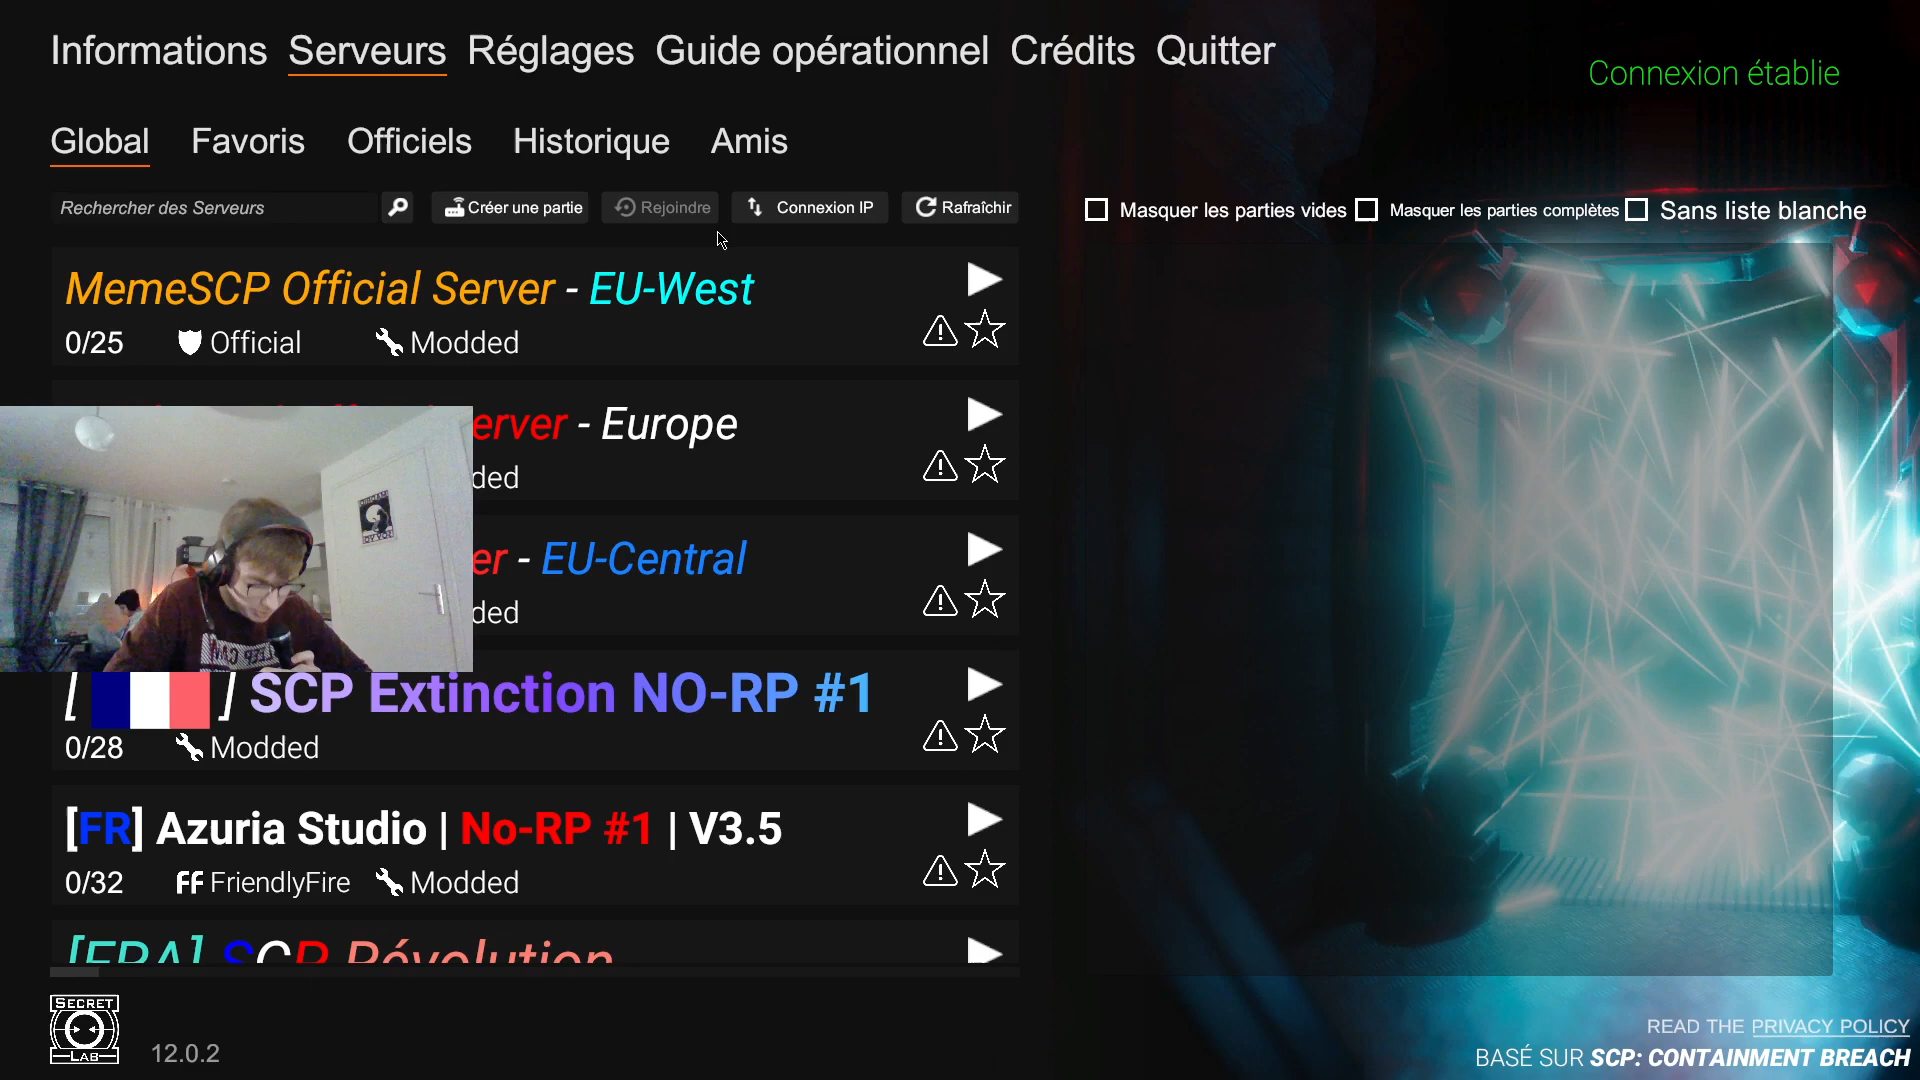 Informations Serveurs Réglages Guide opérationnel Crédits Quitter
Connexion établie
Global Favoris Officiels Historique Amis
Rechercher des Serveurs Créer une partie Rejoindre Connexion IP Rafraîchir
Masquer les parties vides Masquer les parties complètes Sans liste blanche
MemeSCP Official Server - EU-West
0/25 Official Modded
erver - Europe
ded
er - EU-Central
ded
[ ] SCP Extinction NO-RP #1
0/28 Modded
[FR] Azuria Studio | No-RP #1 | V3.5
0/32 FF FriendlyFire Modded
[FRA] SCP Révolution
SECRET
LAB
12.0.2
READ THE PRIVACY POLICY
BASÉ SUR SCP: CONTAINMENT BREACH